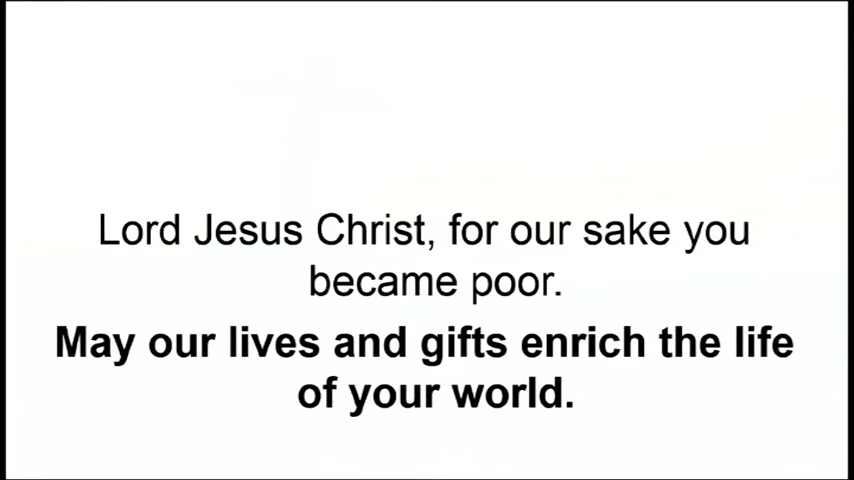 Lord Jesus Christ, for our sake you
became poor.
May our lives and gifts enrich the life
of your world.